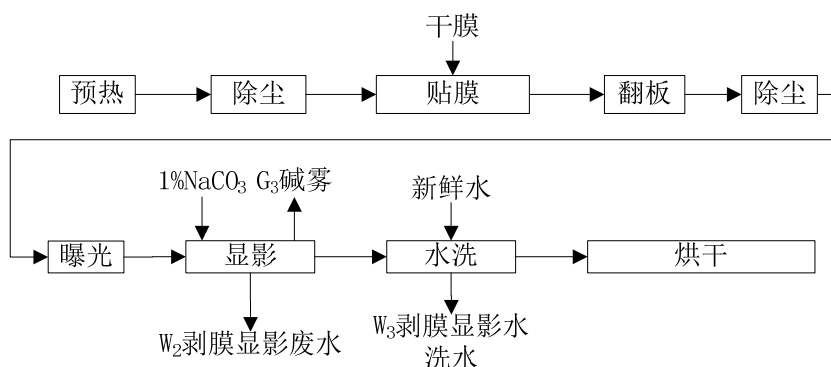 干膜
预热
除尘
贴膜
翻板
除尘
1%NaCO₃ G₃碱雾
新鲜水
曝光
显影
水洗
烘干
W₂剥膜显影废水
W₃剥膜显影水
洗水